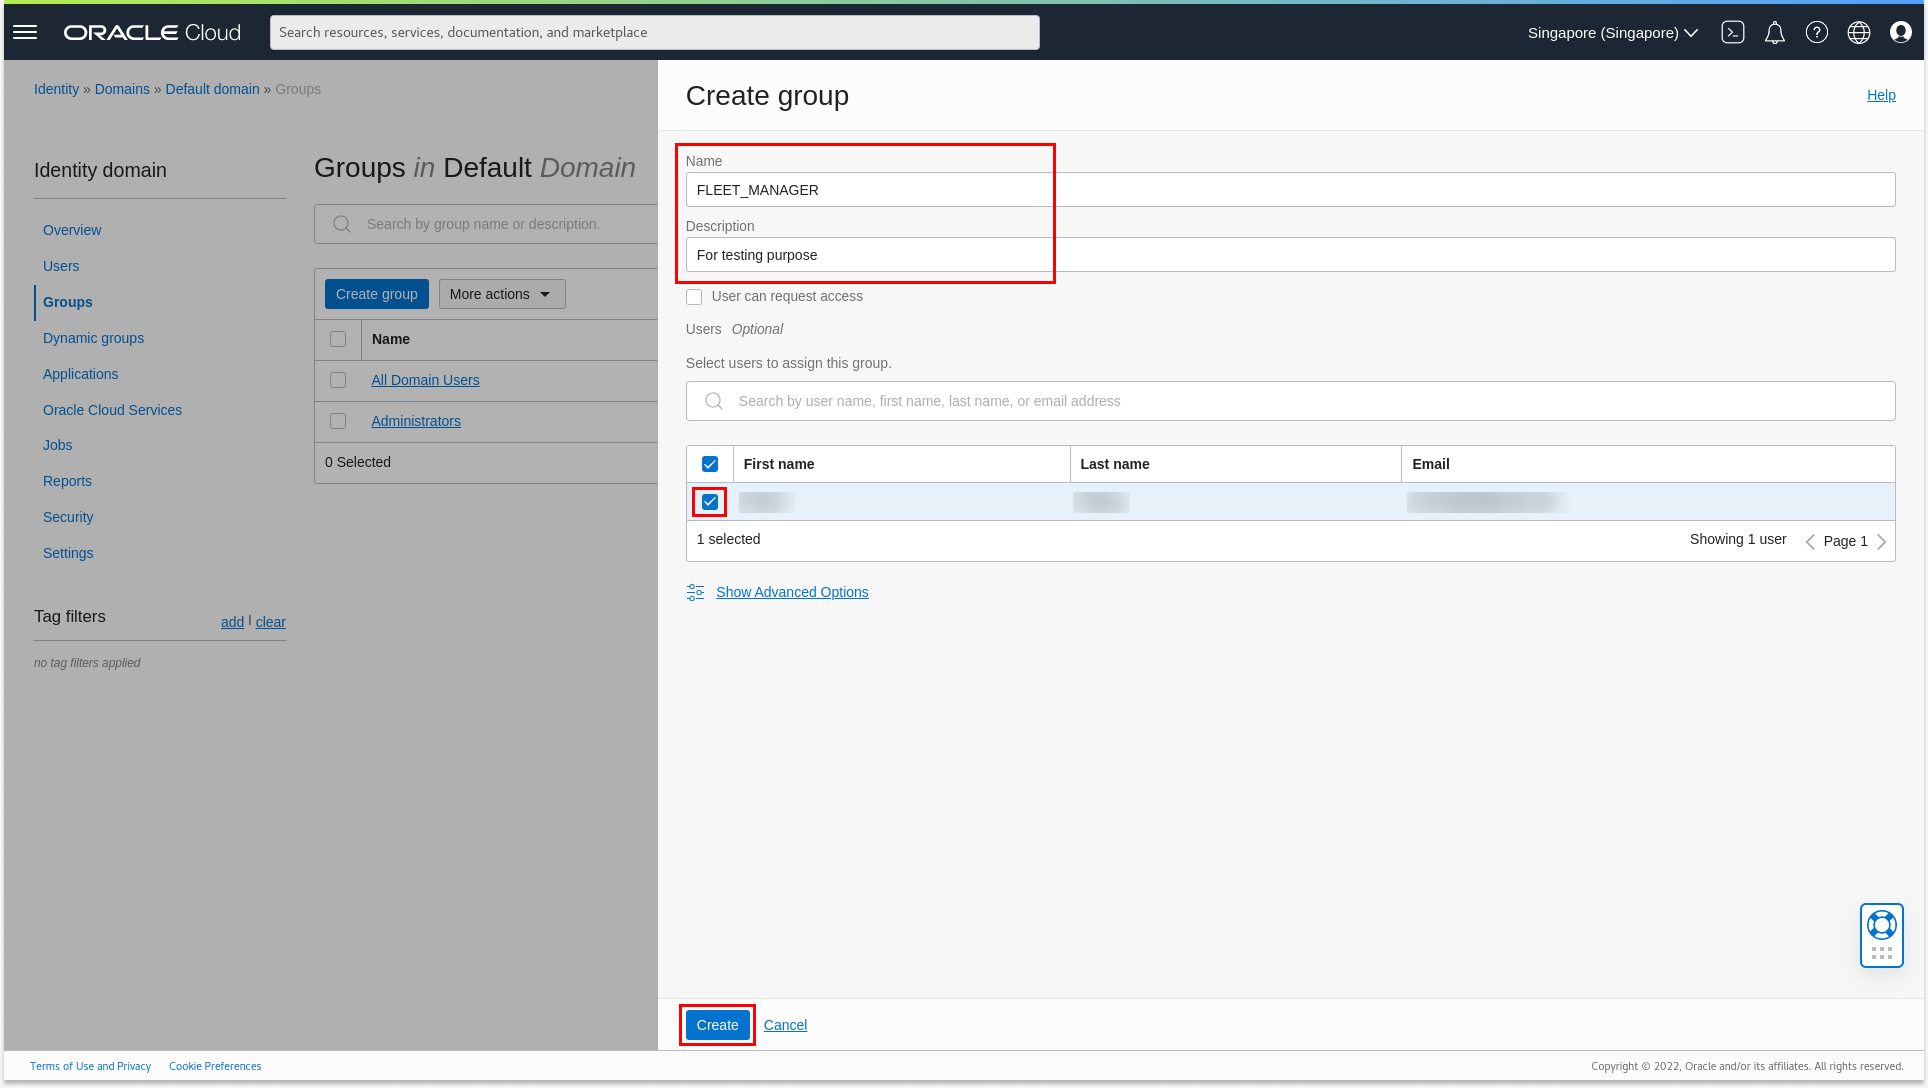 ORACLE Cloud
Search resources, services, documentation, and marketplace
Singapore (Singapore)
Identity » Domains » Default domain » Groups
Identity domain
Overview
Users
Groups
Dynamic groups
Applications
Oracle Cloud Services
Jobs
Reports
Security
Settings
Tag filters
add | clear
no tag filters applied
Groups in Default Domain
Search by group name or description.
Create group
More actions
Name
All Domain Users
Administrators
0 Selected
Create group
Help
Name
FLEET_MANAGER
Description
For testing purpose
User can request access
Users Optional
Select users to assign this group.
Search by user name, first name, last name, or email address
First name Last name Email
1 selected
Showing 1 user Page 1
Show Advanced Options
Create Cancel
Terms of Use and Privacy Cookie Preferences
Copyright © 2022, Oracle and/or its affiliates. All rights reserved.